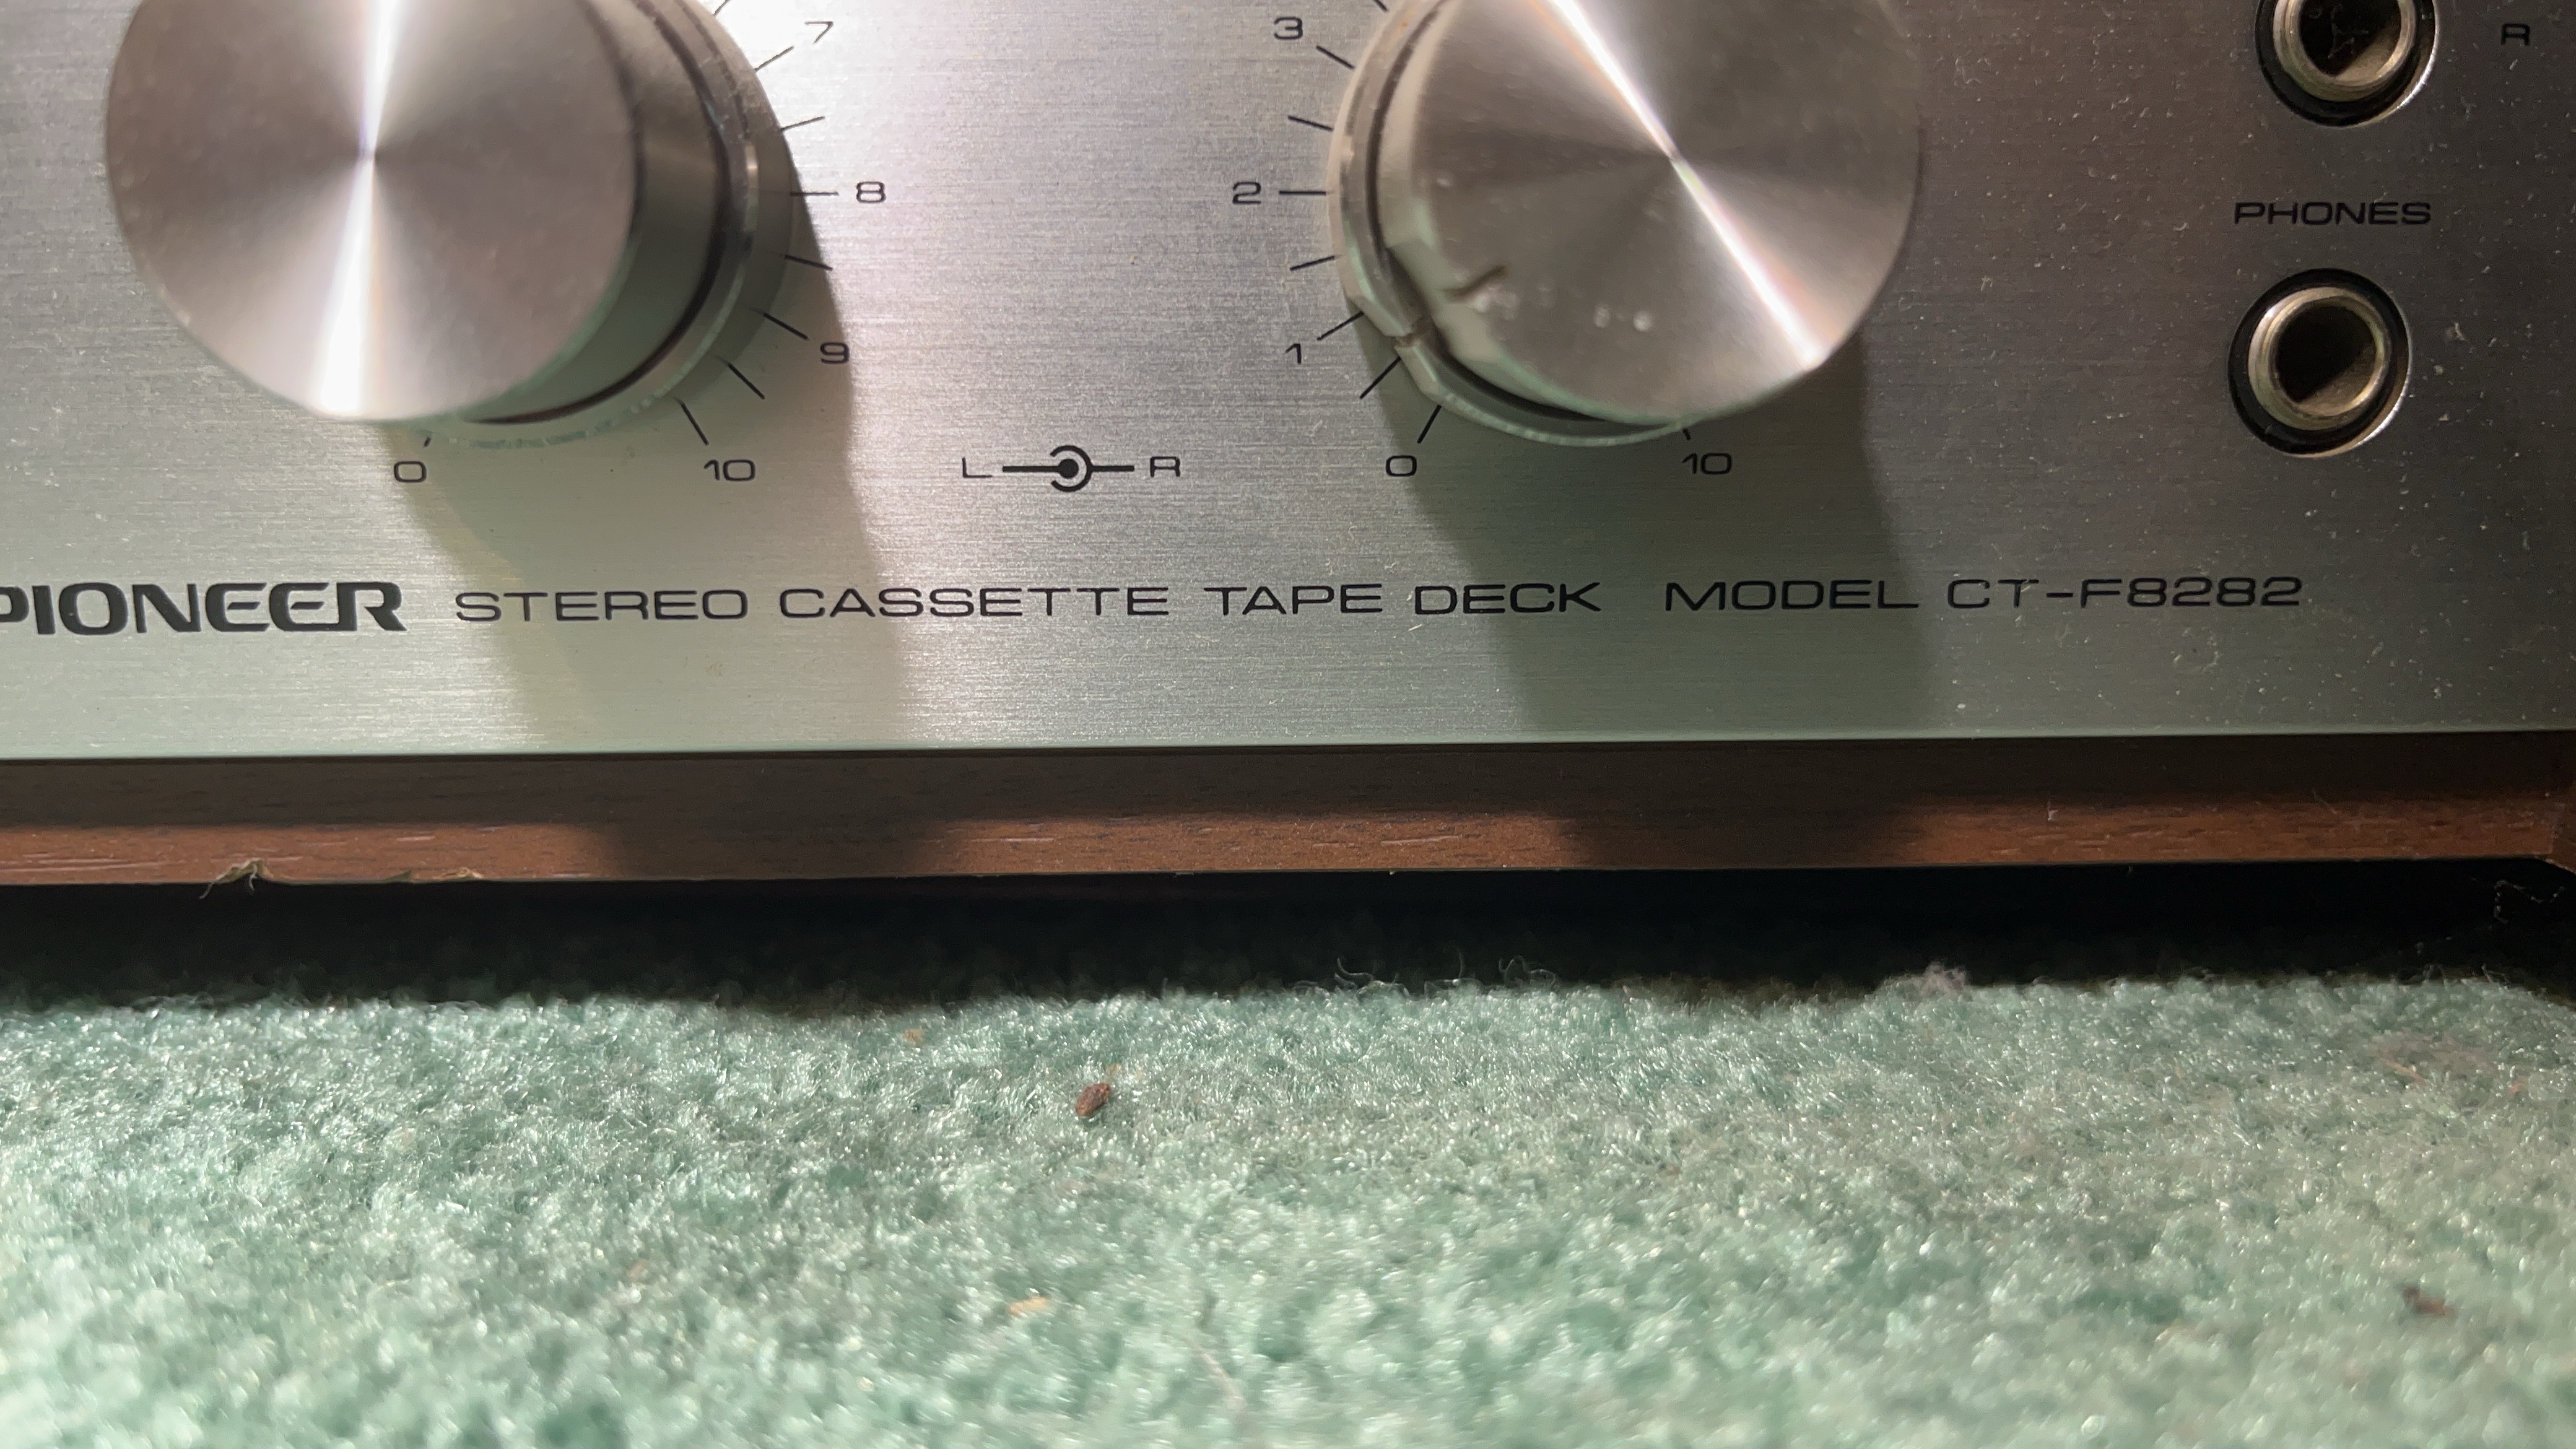 7 3 R
8 2 PHONES
9 1
0 10 L R 0 10
PIONEER STEREO CASSETTE TAPE DECK MODEL CT-F8282